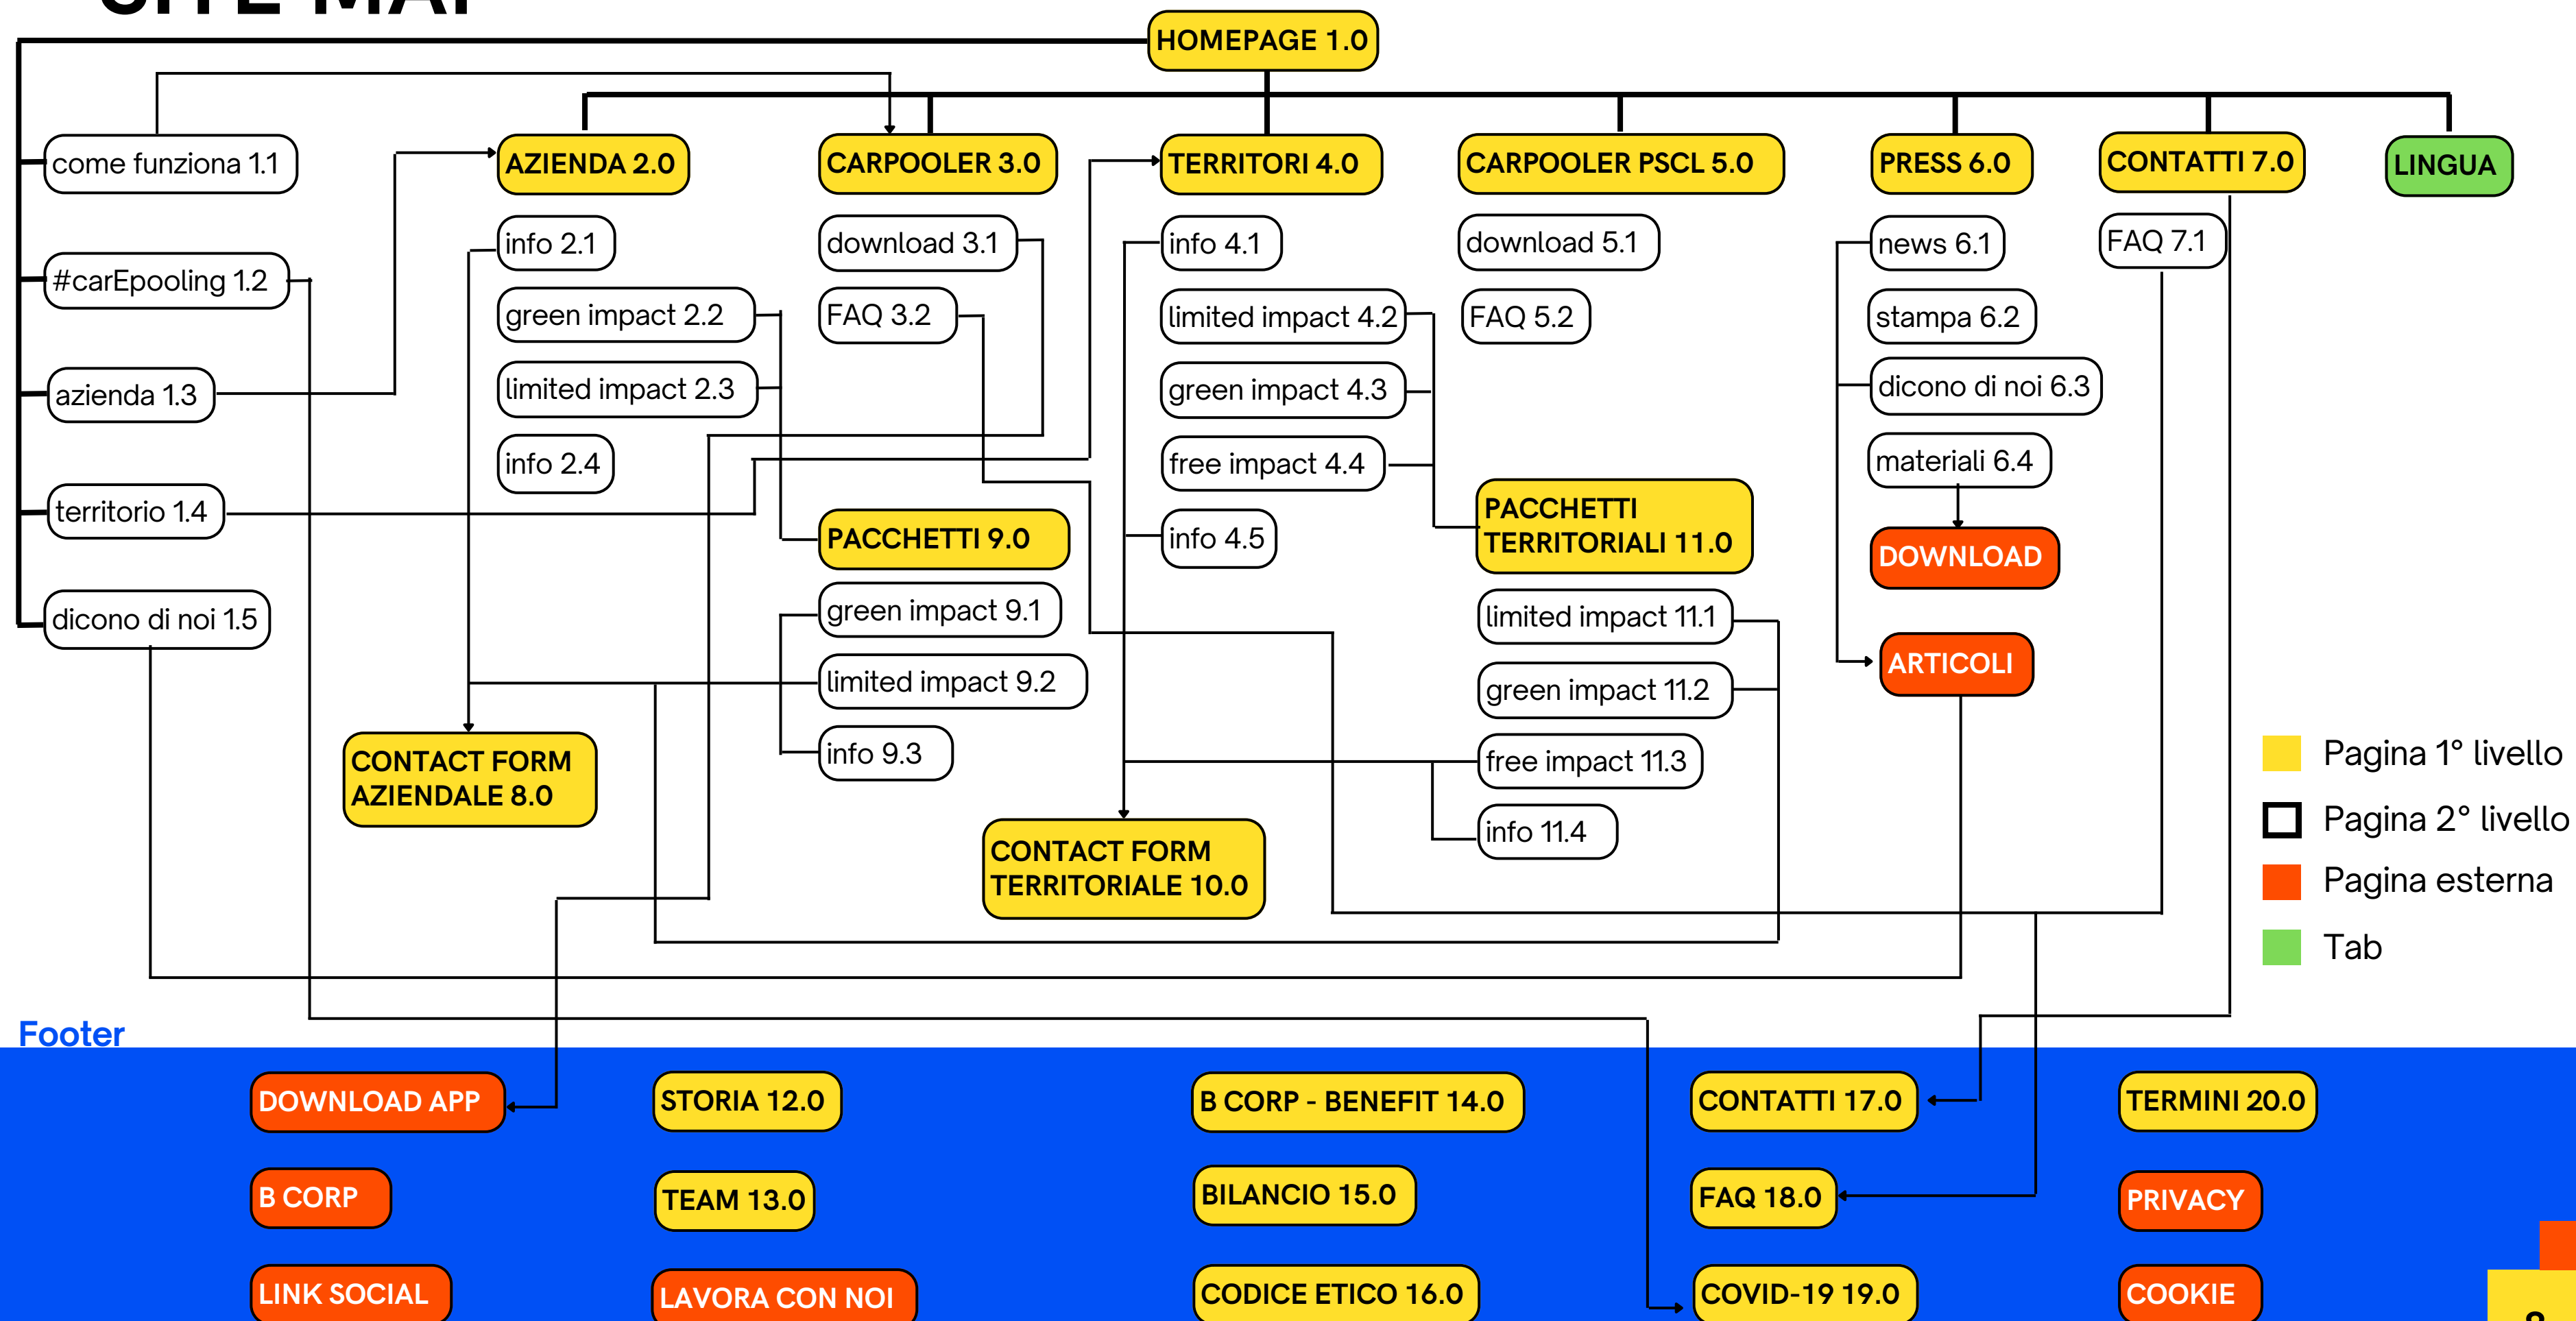 SITE MAP
HOMEPAGE 1.0
come funziona 1.1
#carEpooling 1.2
azienda 1.3
territorio 1.4
dicono di noi 1.5
AZIENDA 2.0
info 2.1
green impact 2.2
limited impact 2.3
info 2.4
CARPOOLER 3.0
download 3.1
FAQ 3.2
PACCHETTI 9.0
green impact 9.1
limited impact 9.2
info 9.3
CONTACT FORM
AZIENDALE 8.0
TERRITORI 4.0
info 4.1
limited impact 4.2
green impact 4.3
free impact 4.4
info 4.5
CONTACT FORM
TERRITORIALE 10.0
CARPOOLER PSCL 5.0
download 5.1
FAQ 5.2
PACCHETTI
TERRITORIALI 11.0
limited impact 11.1
green impact 11.2
free impact 11.3
info 11.4
PRESS 6.0
news 6.1
stampa 6.2
dicono di noi 6.3
materiali 6.4
DOWNLOAD
ARTICOLI
CONTATTI 7.0
FAQ 7.1
LINGUA
Pagina 1° livello
Pagina 2° livello
Pagina esterna
Tab
Footer
DOWNLOAD APP
B CORP
LINK SOCIAL
STORIA 12.0
TEAM 13.0
LAVORA CON NOI
B CORP - BENEFIT 14.0
BILANCIO 15.0
CODICE ETICO 16.0
CONTATTI 17.0
FAQ 18.0
COVID-19 19.0
TERMINI 20.0
PRIVACY
COOKIE